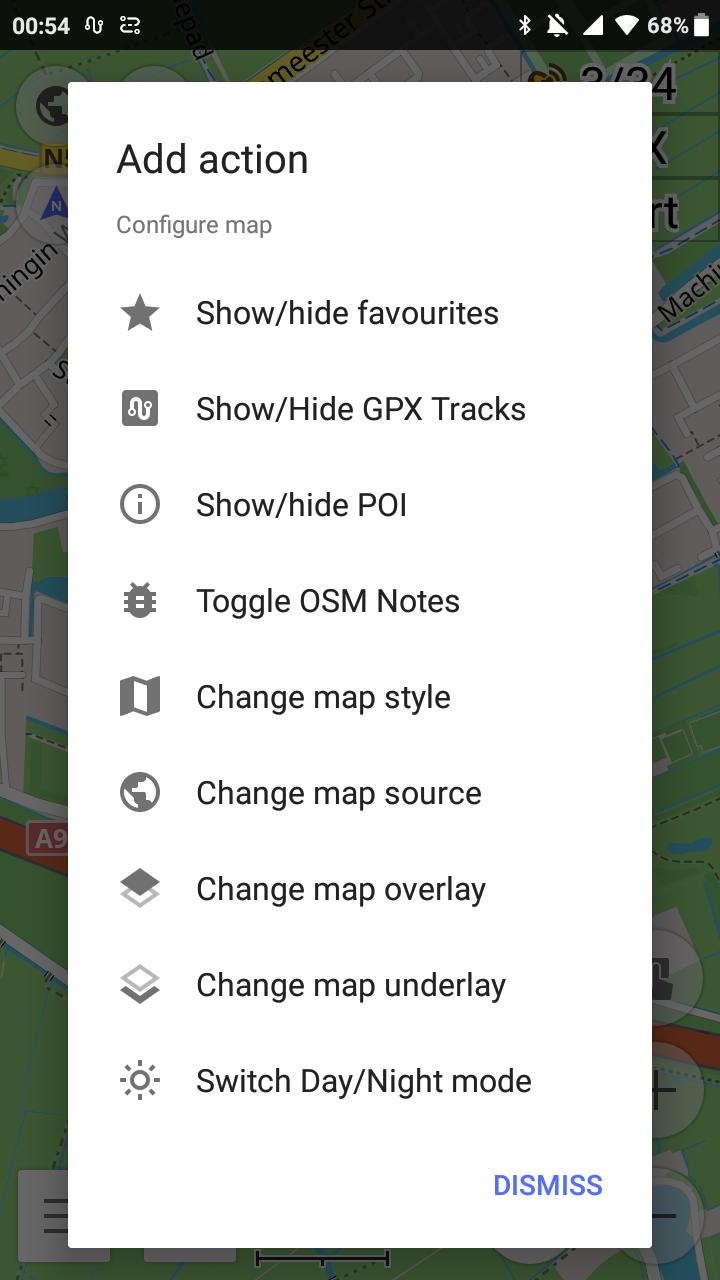 00:54
68%
Add action
Configure map
Show/hide favourites
Show/Hide GPX Tracks
Show/hide POI
Toggle OSM Notes
Change map style
Change map source
Change map overlay
Change map underlay
Switch Day/Night mode
DISMISS
N
A9